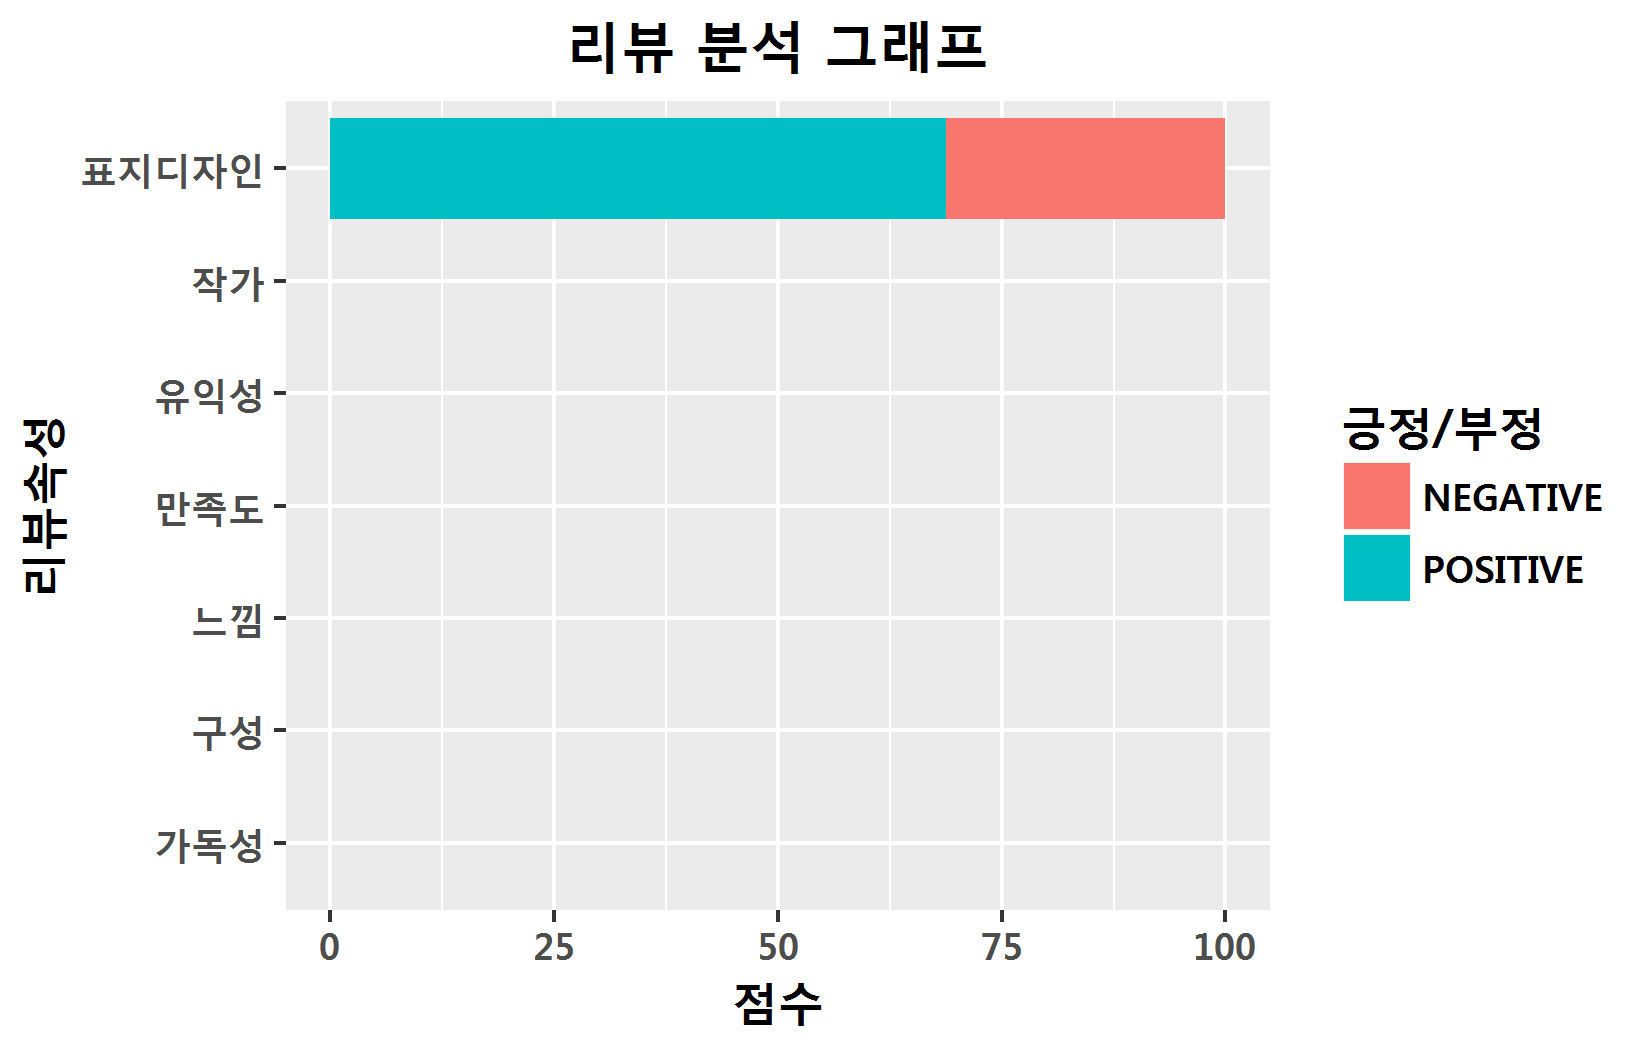 리뷰 분석 그래프
표지디자인
작가
유익성
만족도
느낌
구성
가독성
리뷰속성
0 25 50 75 100
점수
긍정/부정
NEGATIVE
POSITIVE